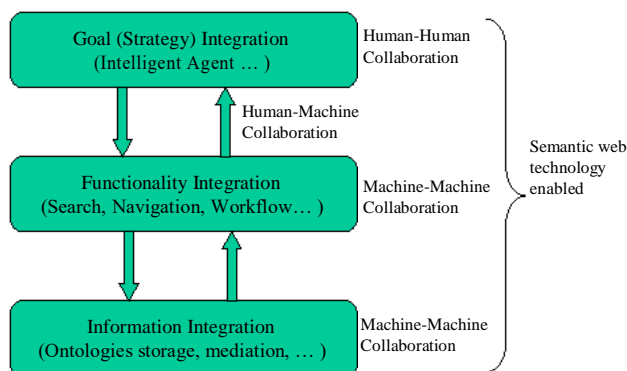 Goal (Strategy) Integration
(Intelligent Agent … )
Human-Human
Collaboration
Human-Machine
Collaboration
Semantic web
technology
enabled
Functionality Integration
(Search, Navigation, Workflow… )
Machine-Machine
Collaboration
Information Integration
(Ontologies storage, mediation, … )
Machine-Machine
Collaboration